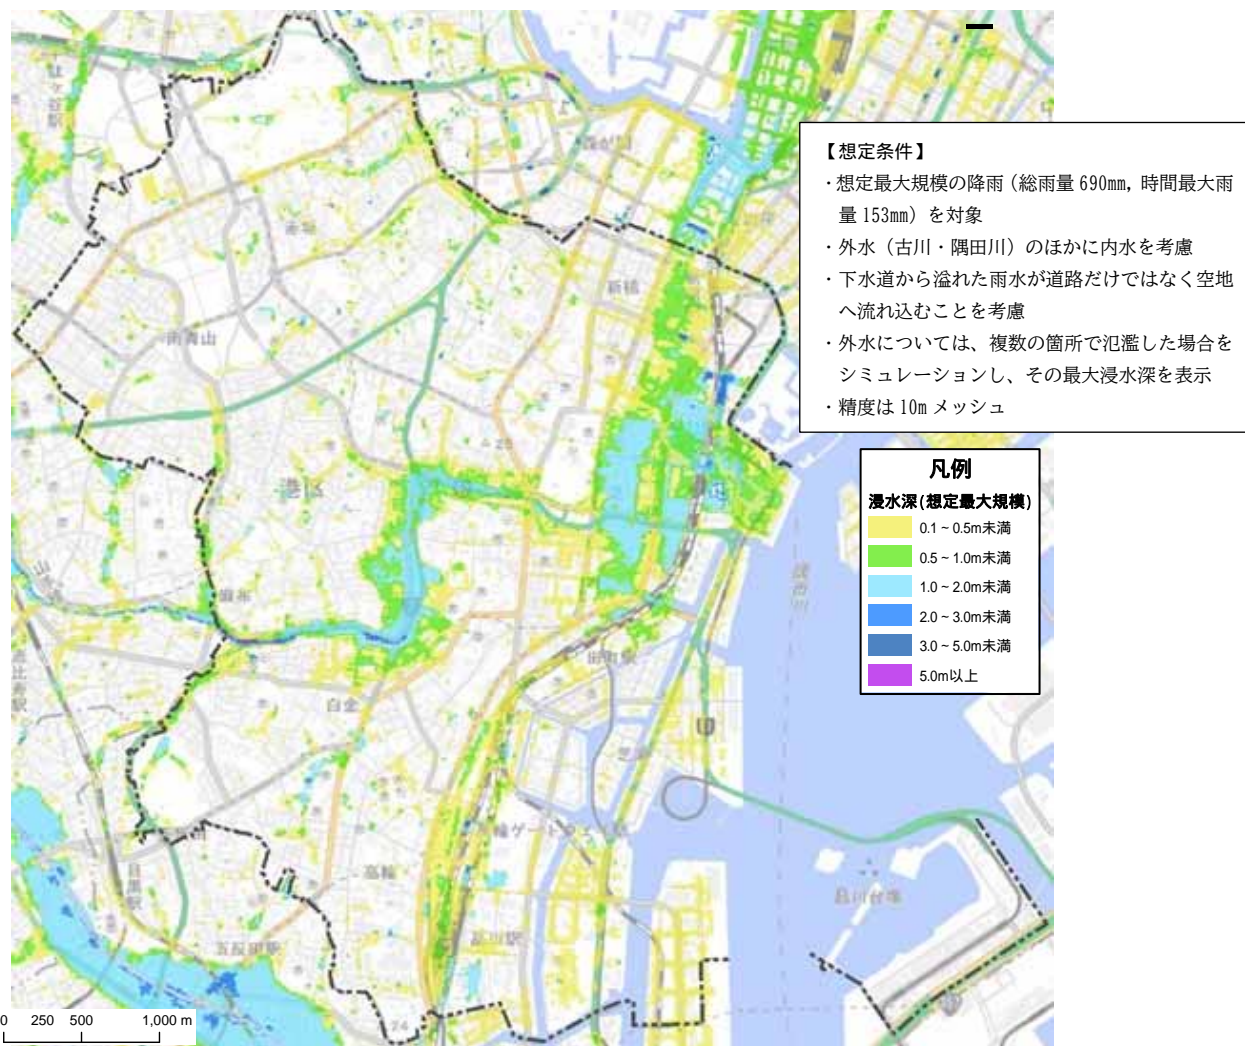 【想定条件】
・想定最大規模の降雨（総雨量 690mm, 時間最大雨
量 153mm）を対象
・外水（古川・隅田川）のほかに内水を考慮
・下水道から溢れた雨水が道路だけではなく空地
へ流れ込むことを考慮
・外水については、複数の箇所で氾濫した場合を
シミュレーションし、その最大浸水深を表示
・精度は 10m メッシュ
凡例
浸水深(想定最大規模)
0.1 ~ 0.5m未満
0.5 ~ 1.0m未満
1.0 ~ 2.0m未満
2.0 ~ 3.0m未満
3.0 ~ 5.0m未満
5.0m以上
新橋
南青山
港区
麻布
白金
田町駅
高輪
品川駅
品川台場
五反田駅
目黒駅
0 250 500 1,000 m